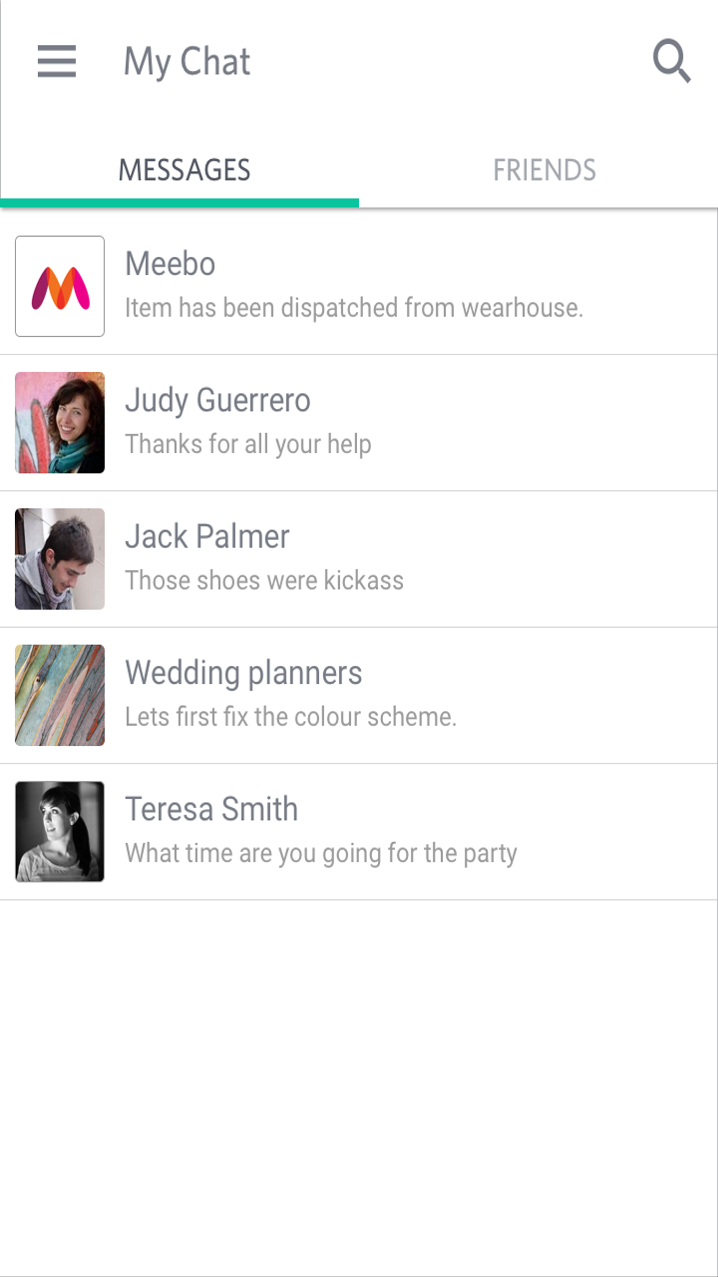 My Chat
MESSAGES
FRIENDS
Meebo
Item has been dispatched from wearhouse.
Judy Guerrero
Thanks for all your help
Jack Palmer
Those shoes were kickass
Wedding planners
Lets first fix the colour scheme.
Teresa Smith
What time are you going for the party